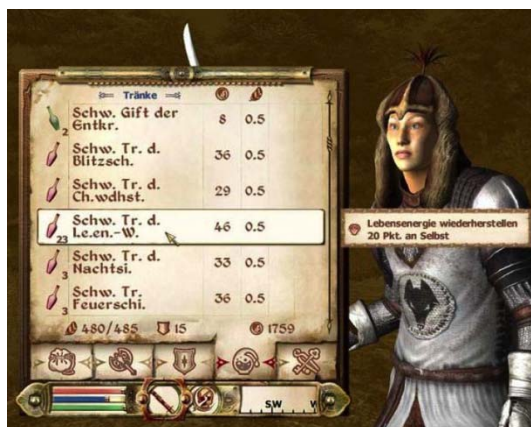 Tränke
Schw. Gift der
Entkr.
8
0.5
2
Schw. Tr. d.
Blitzsch.
36
0.5
Schw. Tr. d.
Ch.wdhst.
29
0.5
Schw. Tr. d.
Le.en.-W.
46
0.5
23
Schw. Tr. d.
Nachtsi.
33
0.5
3
Schw. Tr.
Feuerschi.
36
0.5
3
480/485
15
1759
Lebensenergie wiederherstellen
20 Pkt. an Selbst
2
SW
W